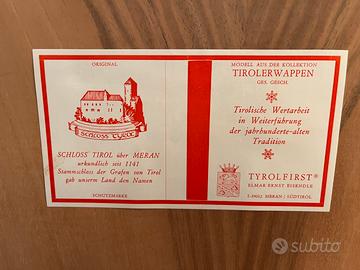 ORIGINAL
SCHLOSS TYROL
SCHLOSS TIROL über MERAN
urkundlich seit 1141
Stammschloss der Grafen von Tirol
gab unserm Land den Namen
SCHUTZMARKE
MODELL AUS DER KOLLEKTION
TIROLERWAPPEN
GES. GESCH.
Tirolische Wertarbeit
in Weiterführung
der jahrhunderte-alten
Tradition
TYROLFIRST®
ELMAR ERNST EISENDLE
I-39012 MERAN / SÜDTIROL
subito